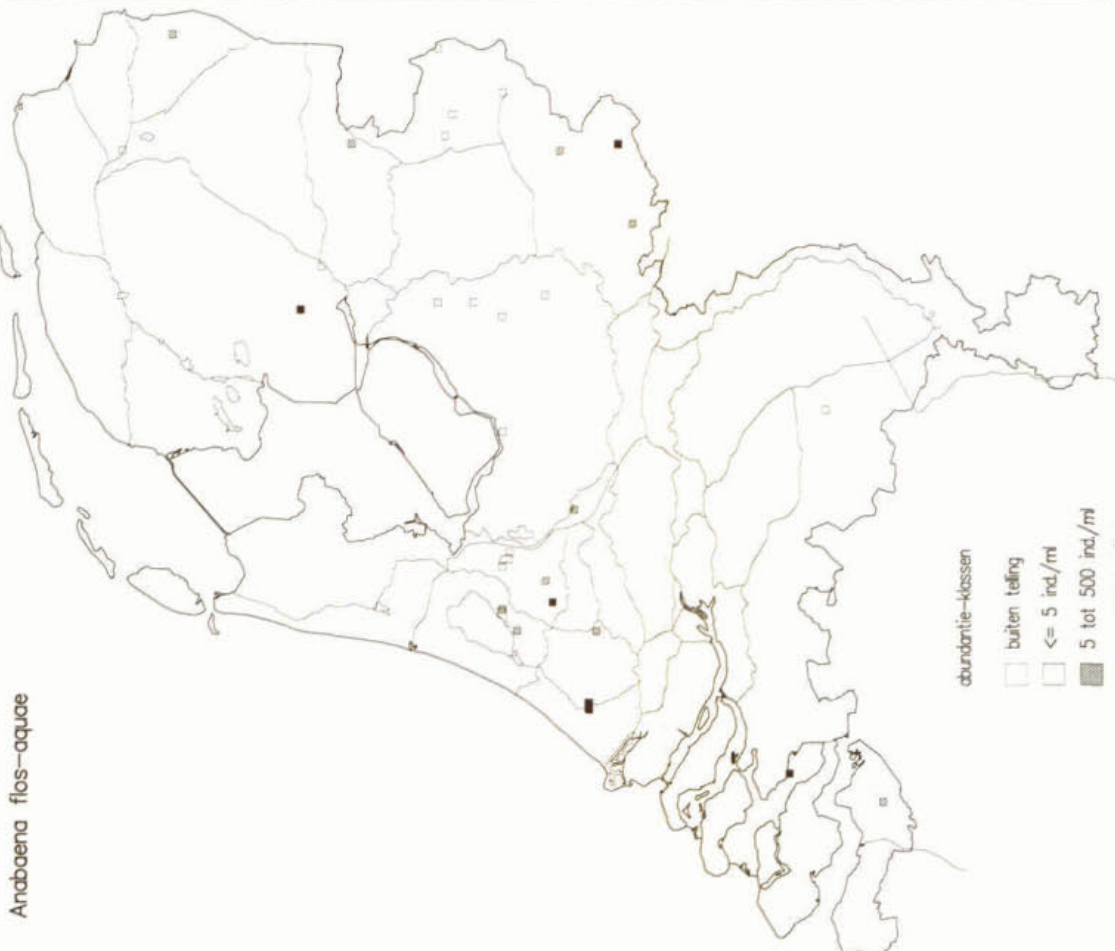 Anabaena flos-aquae
abundantie-klassen
buiten telling
<= 5 ind./ml
5 tot 500 ind./ml